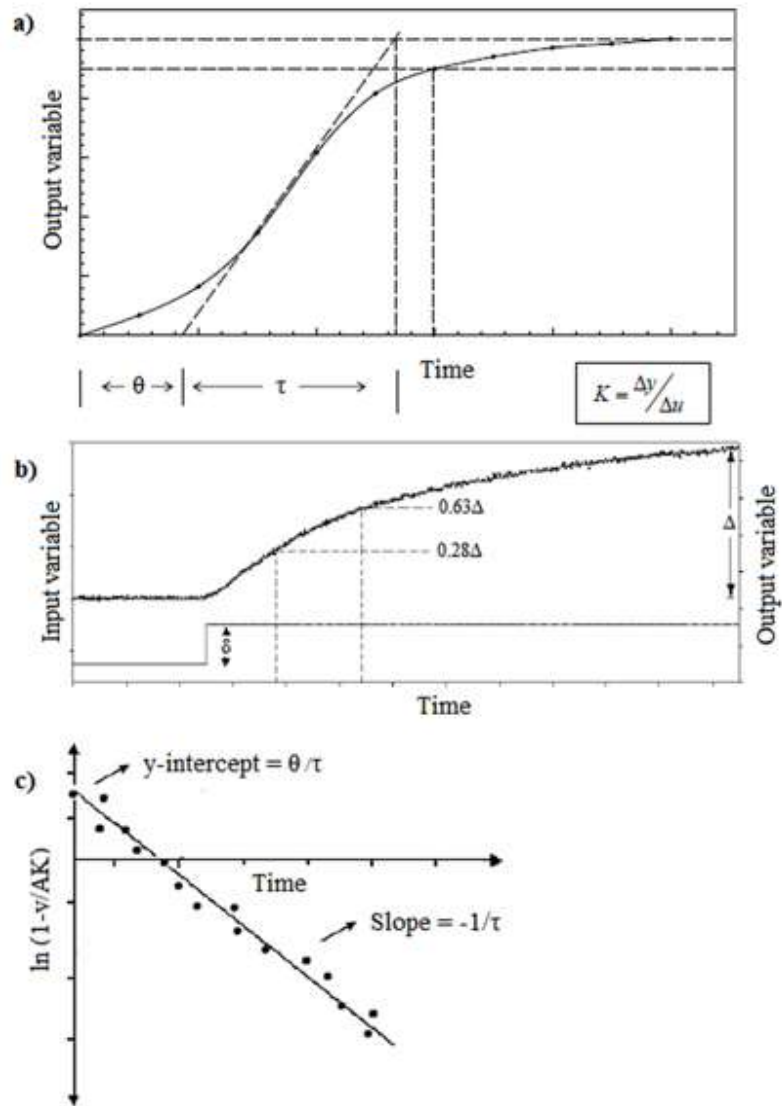 a)
Output variable
Time
θ
τ
K = Δy/Δu
b)
Input variable
0.63Δ
0.28Δ
Δ
δ
Output variable
Time
c)
y-intercept = θ/τ
ln (1-y/AK)
Time
Slope = -1/τ